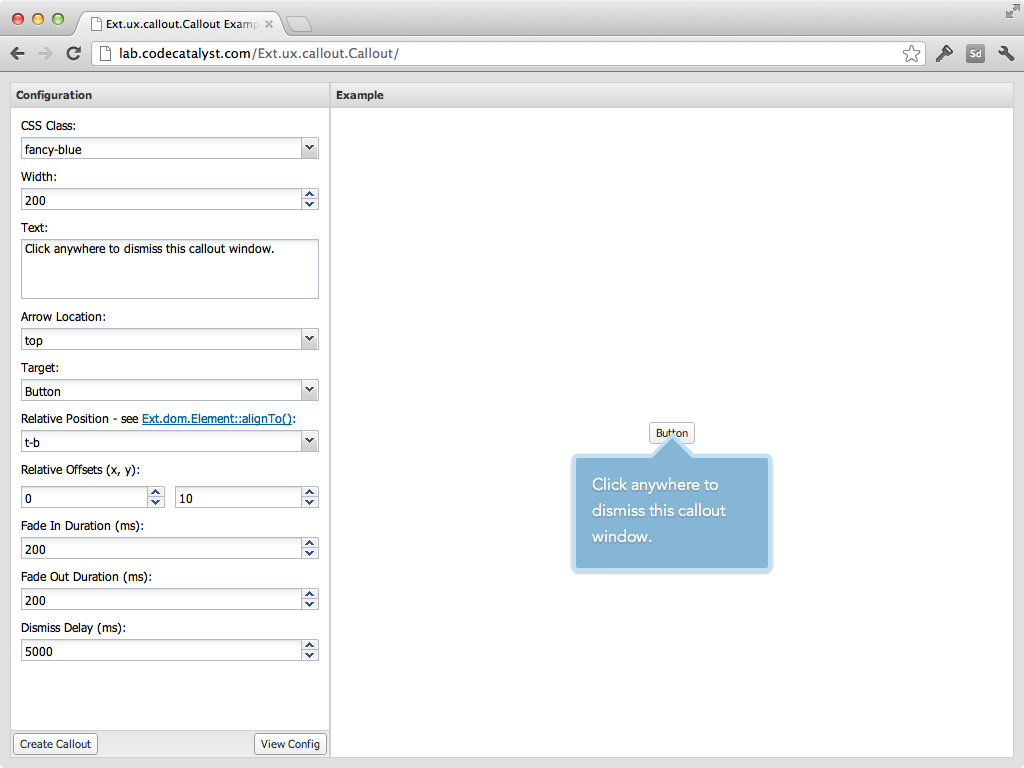 Ext.ux.callout.Callout Examp
lab.codecatalyst.com/Ext.ux.callout.Callout/
Sd
Configuration
CSS Class:
fancy-blue
Width:
200
Text:
Click anywhere to dismiss this callout window.
Arrow Location:
top
Target:
Button
Relative Position - see Ext.dom.Element::alignTo():
t-b
Relative Offsets (x, y):
0 10
Fade In Duration (ms):
200
Fade Out Duration (ms):
200
Dismiss Delay (ms):
5000
Create Callout View Config
Example
Button
Click anywhere to
dismiss this callout
window.